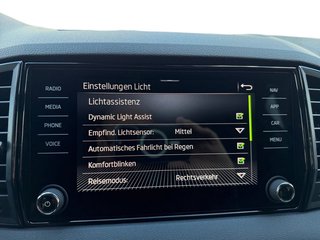 Einstellungen Licht
RADIO
MEDIA
PHONE
VOICE
Lichtassistenz
Dynamic Light Assist
Empfind. Lichtsensor: Mittel
Automatisches Fahrlicht bei Regen
Komfortblinken
Reisemodus: Rechtsverkehr
NAV
APP
CAR
MENU